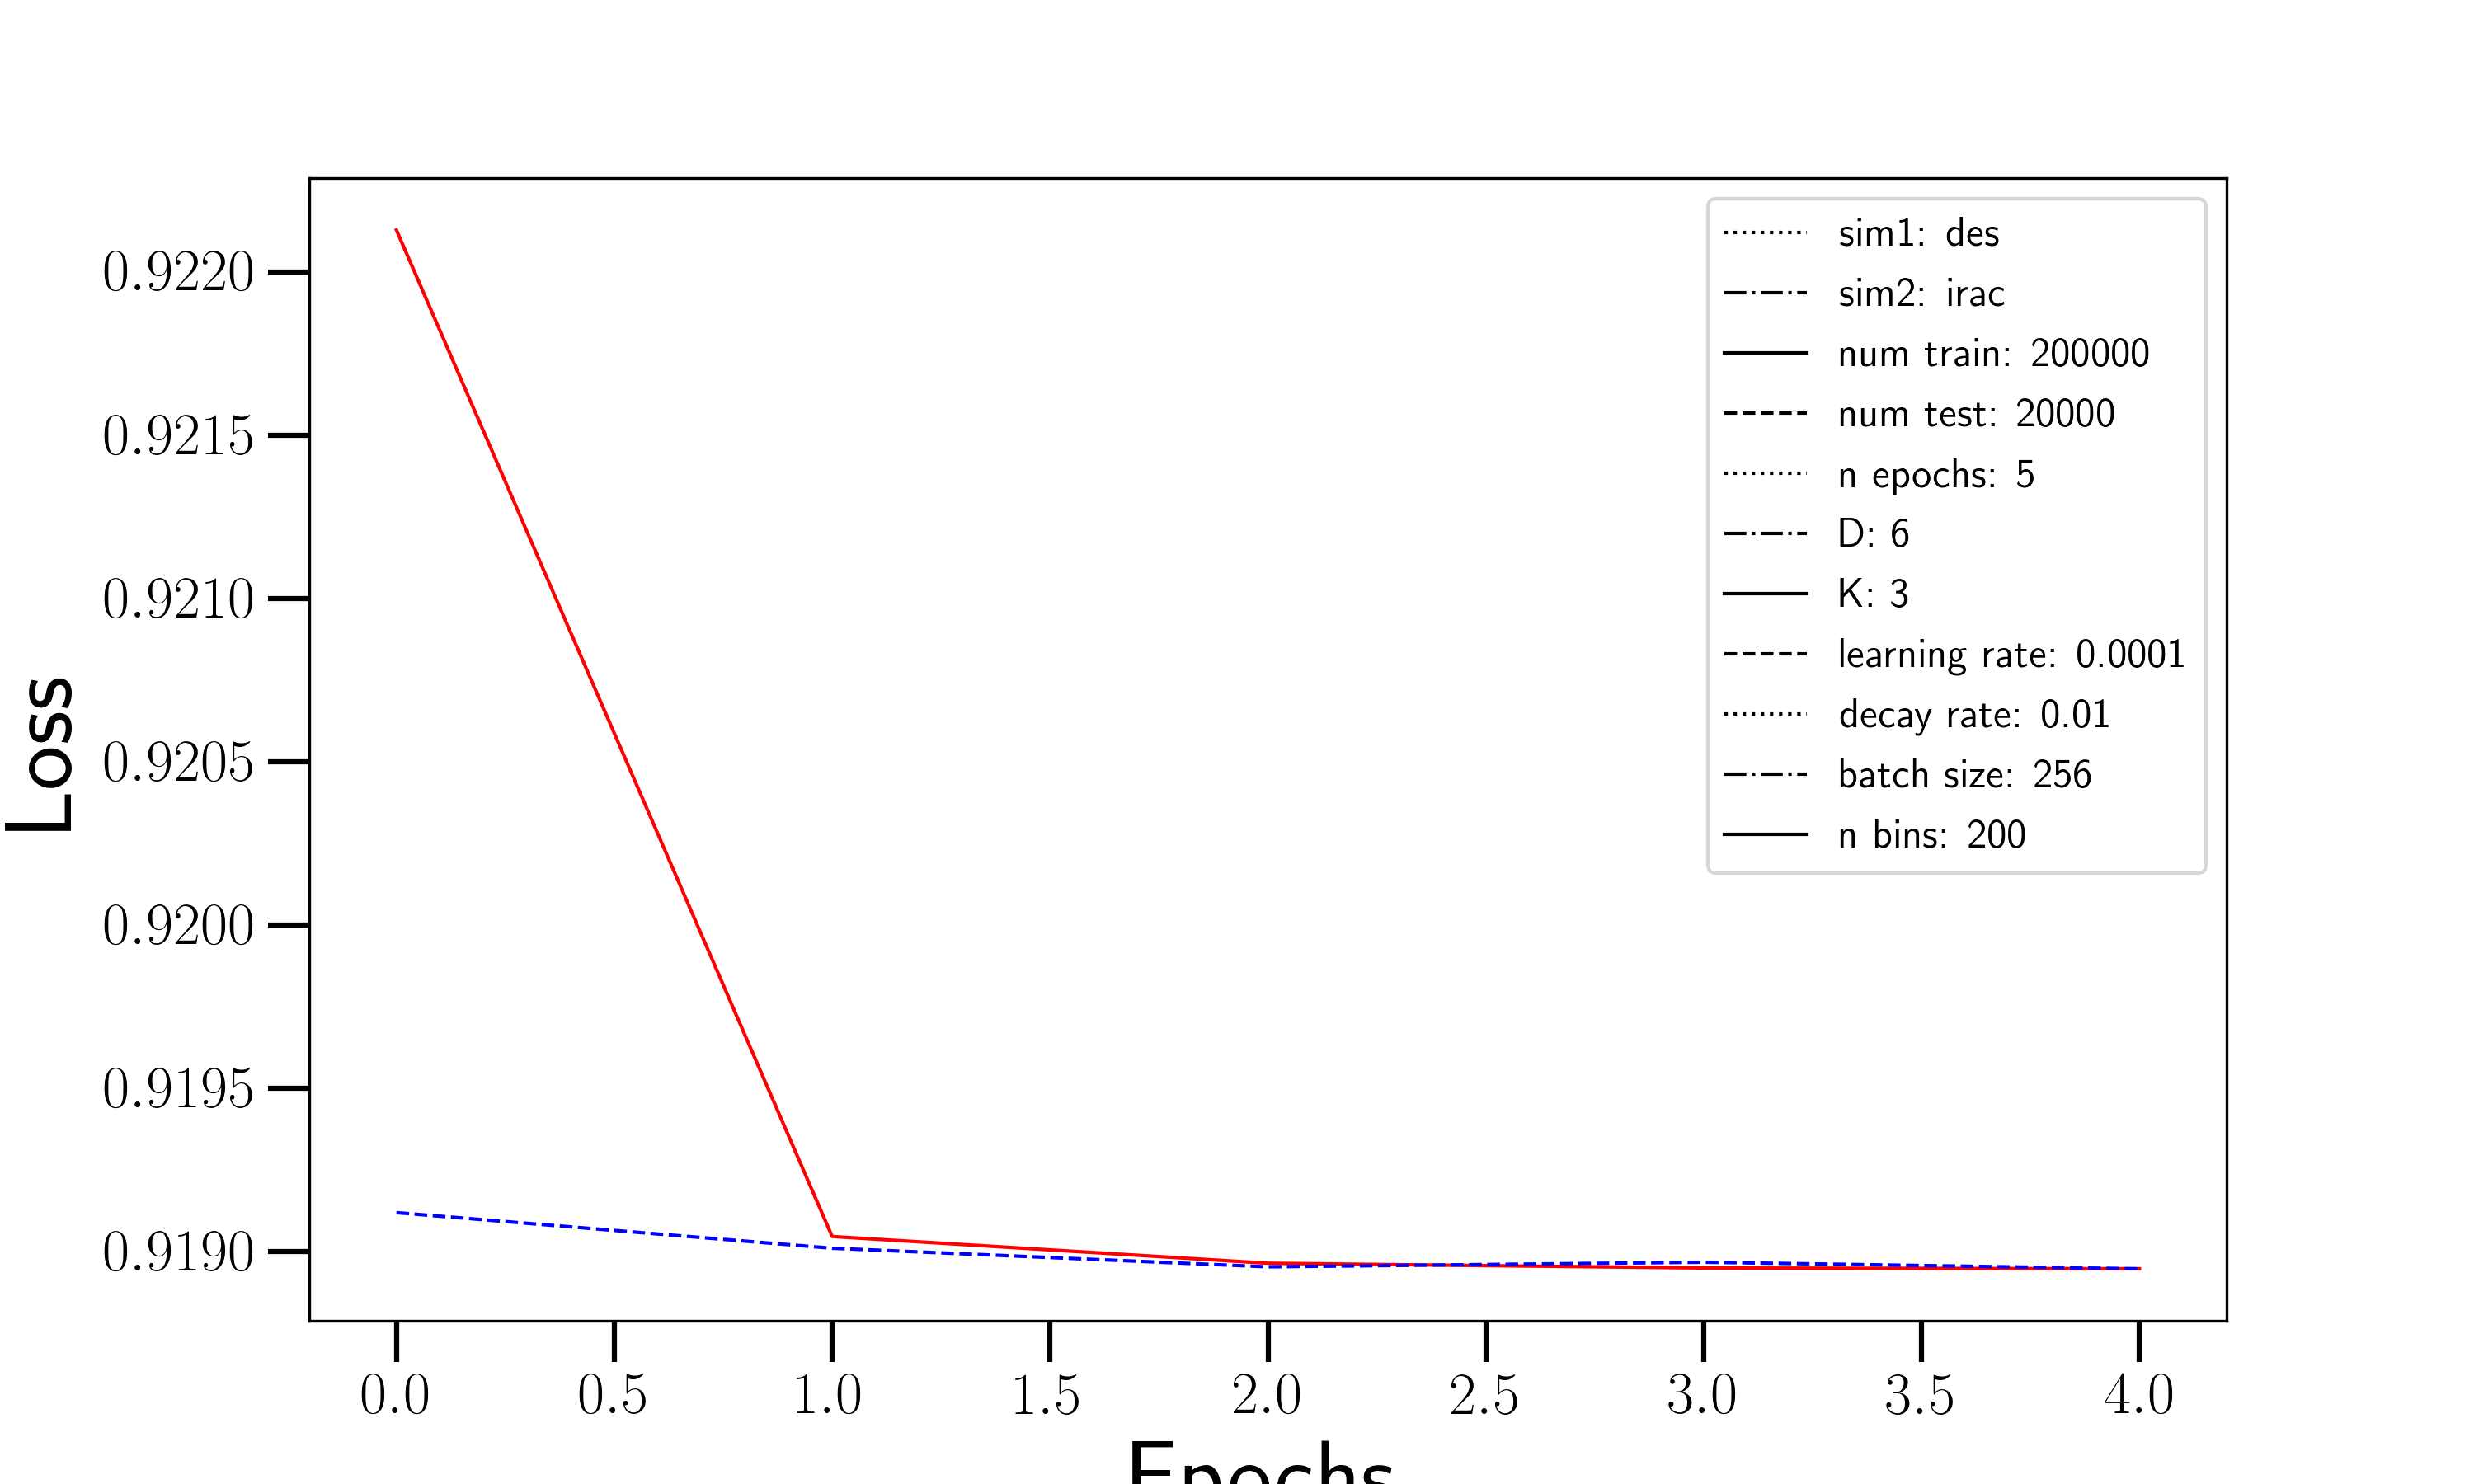 Loss
0.9220
0.9215
0.9210
0.9205
0.9200
0.9195
0.9190
sim1: des
sim2: irac
num train: 200000
num test: 20000
n epochs: 5
D: 6
K: 3
learning rate: 0.0001
decay rate: 0.01
batch size: 256
n bins: 200
0.0 0.5 1.0 1.5 2.0 2.5 3.0 3.5 4.0
Epochs